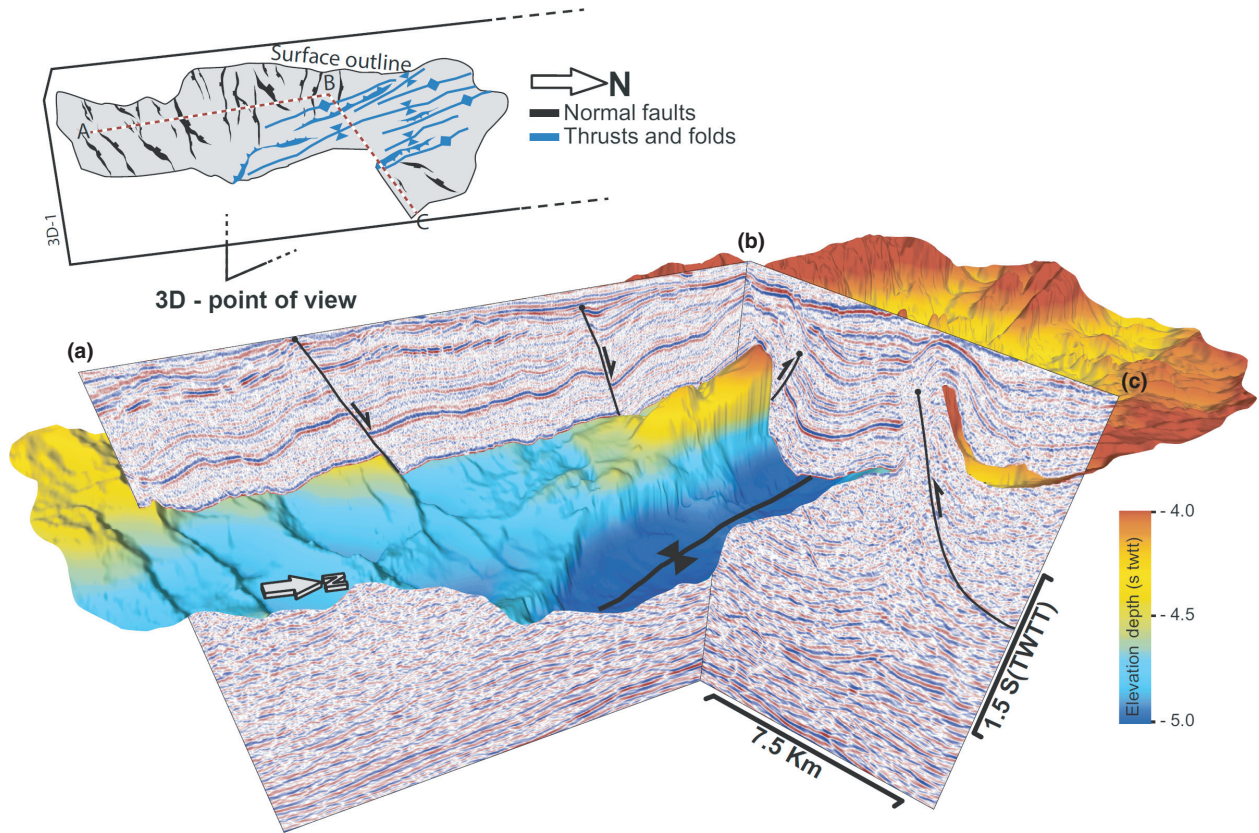 Surface outline
B
A
C
3D-1
N
Normal faults
Thrusts and folds
3D - point of view
(b)
(a)
(c)
N
- 4.0
- 4.5
- 5.0
Elevation depth (s twtt)
1.5 S(TWTT)
7.5 Km